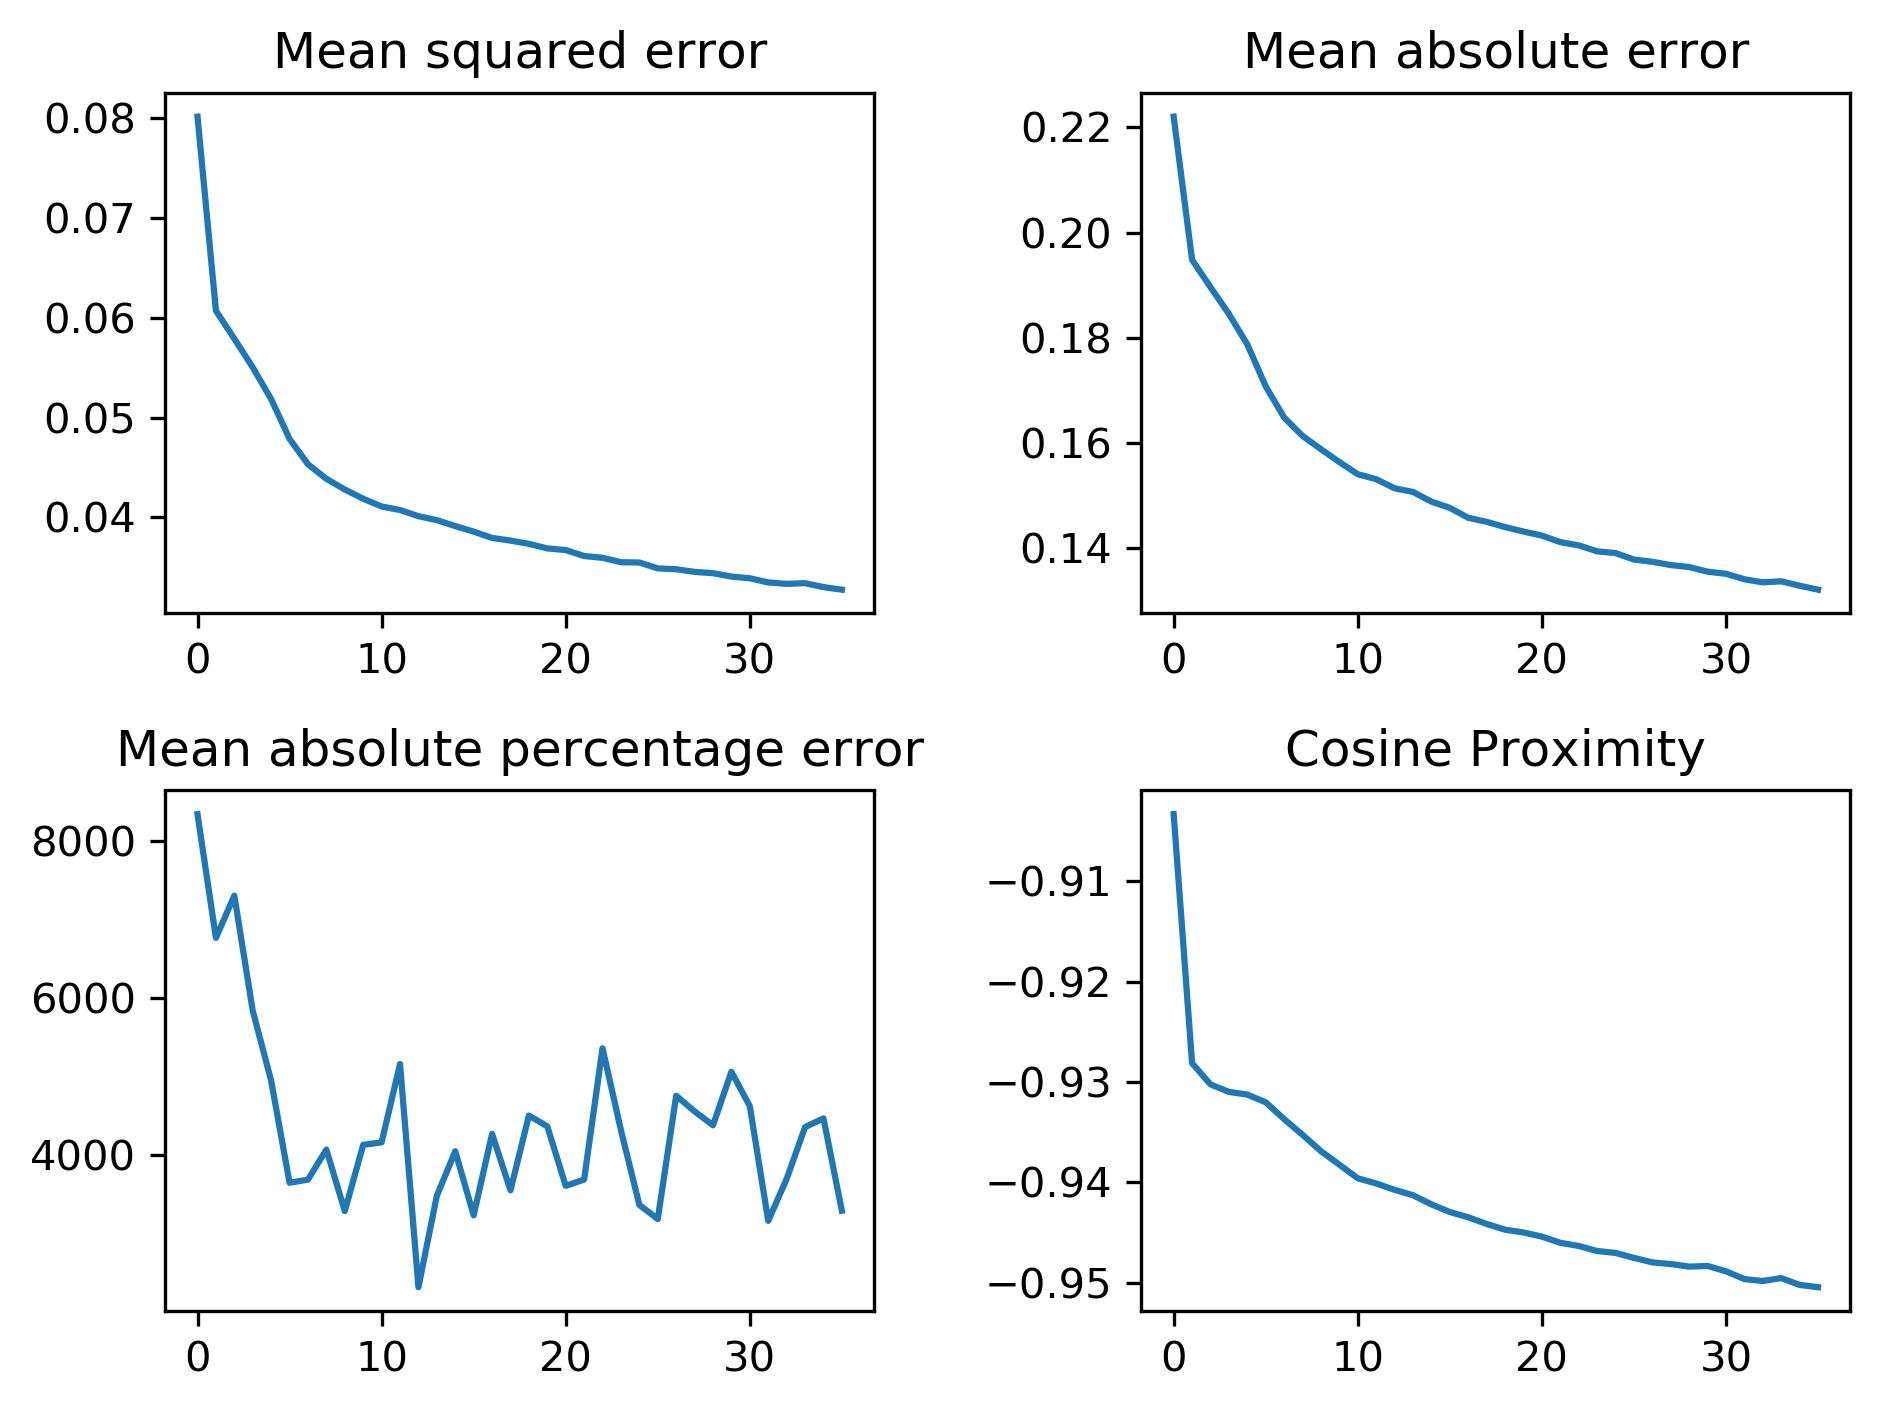 Mean squared error
0.08
0.07
0.06
0.05
0.04
0 10 20 30
Mean absolute error
0.22
0.20
0.18
0.16
0.14
0 10 20 30
Mean absolute percentage error
8000
6000
4000
0 10 20 30
Cosine Proximity
−0.91
−0.92
−0.93
−0.94
−0.95
0 10 20 30